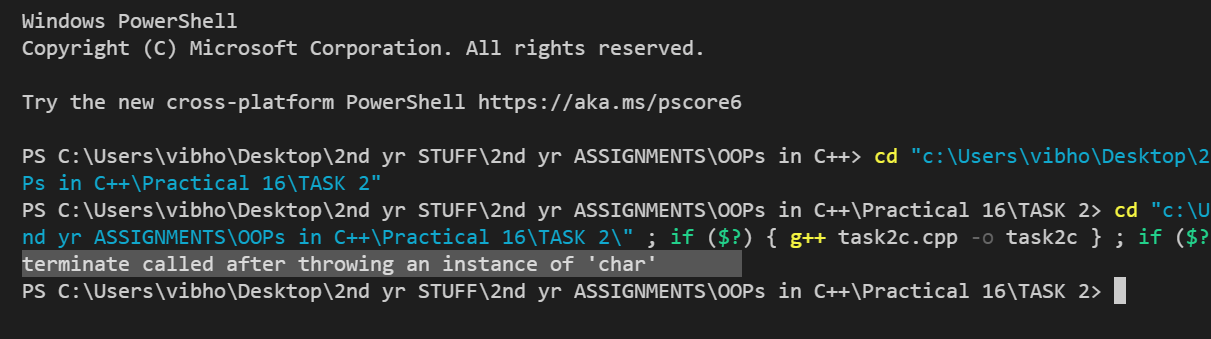 Windows PowerShell
Copyright (C) Microsoft Corporation. All rights reserved.
Try the new cross-platform PowerShell https://aka.ms/pscore6
PS C:\Users\vibho\Desktop\2nd yr STUFF\2nd yr ASSIGNMENTS\OOPs in C++> cd "c:\Users\vibho\Desktop\2
Ps in C++\Practical 16\TASK 2"
PS C:\Users\vibho\Desktop\2nd yr STUFF\2nd yr ASSIGNMENTS\OOPs in C++\Practical 16\TASK 2> cd "c:\U
nd yr ASSIGNMENTS\OOPs in C++\Practical 16\TASK 2\" ; if ($?) { g++ task2c.cpp -o task2c } ; if ($?
terminate called after throwing an instance of 'char'
PS C:\Users\vibho\Desktop\2nd yr STUFF\2nd yr ASSIGNMENTS\OOPs in C++\Practical 16\TASK 2>